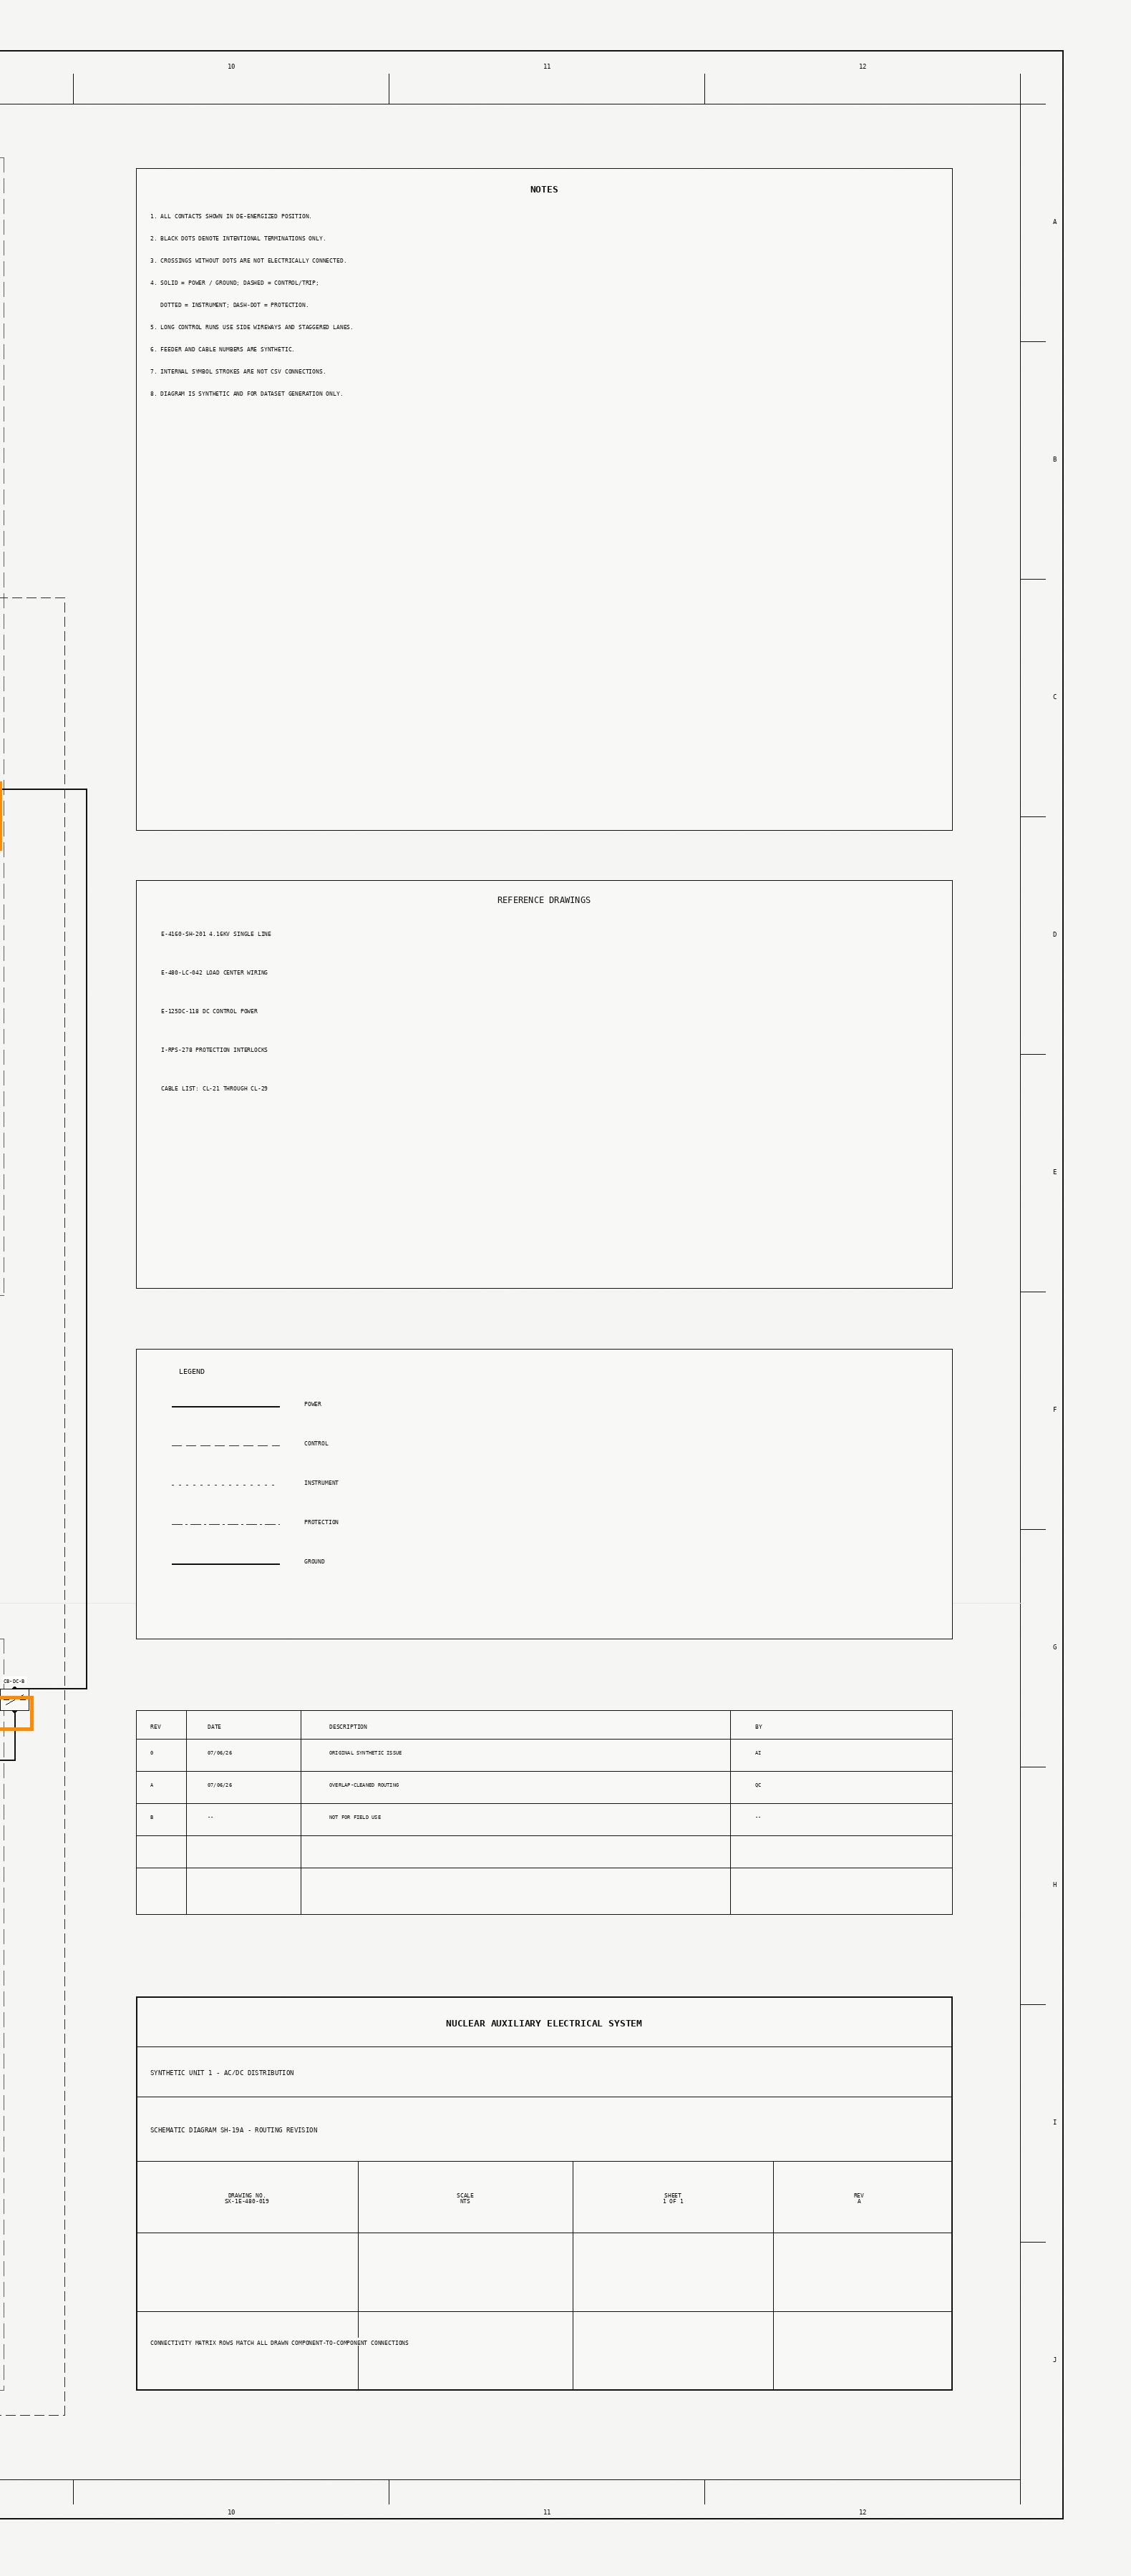 10 11 12
A
NOTES
1. ALL CONTACTS SHOWN IN DE-ENERGIZED POSITION.
2. BLACK DOTS DENOTE INTENTIONAL TERMINATIONS ONLY.
3. CROSSINGS WITHOUT DOTS ARE NOT ELECTRICALLY CONNECTED.
4. SOLID = POWER / GROUND; DASHED = CONTROL/TRIP;
DOTTED = INSTRUMENT; DASH-DOT = PROTECTION.
5. LONG CONTROL RUNS USE SIDE WIREWAYS AND STAGGERED LANES.
6. FEEDER AND CABLE NUMBERS ARE SYNTHETIC.
7. INTERNAL SYMBOL STROKES ARE NOT CSV CONNECTIONS.
8. DIAGRAM IS SYNTHETIC AND FOR DATASET GENERATION ONLY.
B
C
REFERENCE DRAWINGS
E-4160-SH-201 4.16KV SINGLE LINE
D
E-480-LC-042 LOAD CENTER WIRING
E-125DC-118 DC CONTROL POWER
I-RPS-278 PROTECTION INTERLOCKS
CABLE LIST: CL-21 THROUGH CL-29
E
LEGEND
POWER
F
CONTROL
INSTRUMENT
PROTECTION
GROUND
G
CB-DC-B
REV DATE DESCRIPTION BY
0 07/06/26 ORIGINAL SYNTHETIC ISSUE AI
A 07/06/26 OVERLAP-CLEANED ROUTING QC
B -- NOT FOR FIELD USE --
H
NUCLEAR AUXILIARY ELECTRICAL SYSTEM
SYNTHETIC UNIT 1 - AC/DC DISTRIBUTION
I
SCHEMATIC DIAGRAM SH-19A - ROUTING REVISION
DRAWING NO. SCALE SHEET REV
SX-1E-480-019 NTS 1 OF 1 A
CONNECTIVITY MATRIX ROWS MATCH ALL DRAWN COMPONENT-TO-COMPONENT CONNECTIONS
J
10 11 12